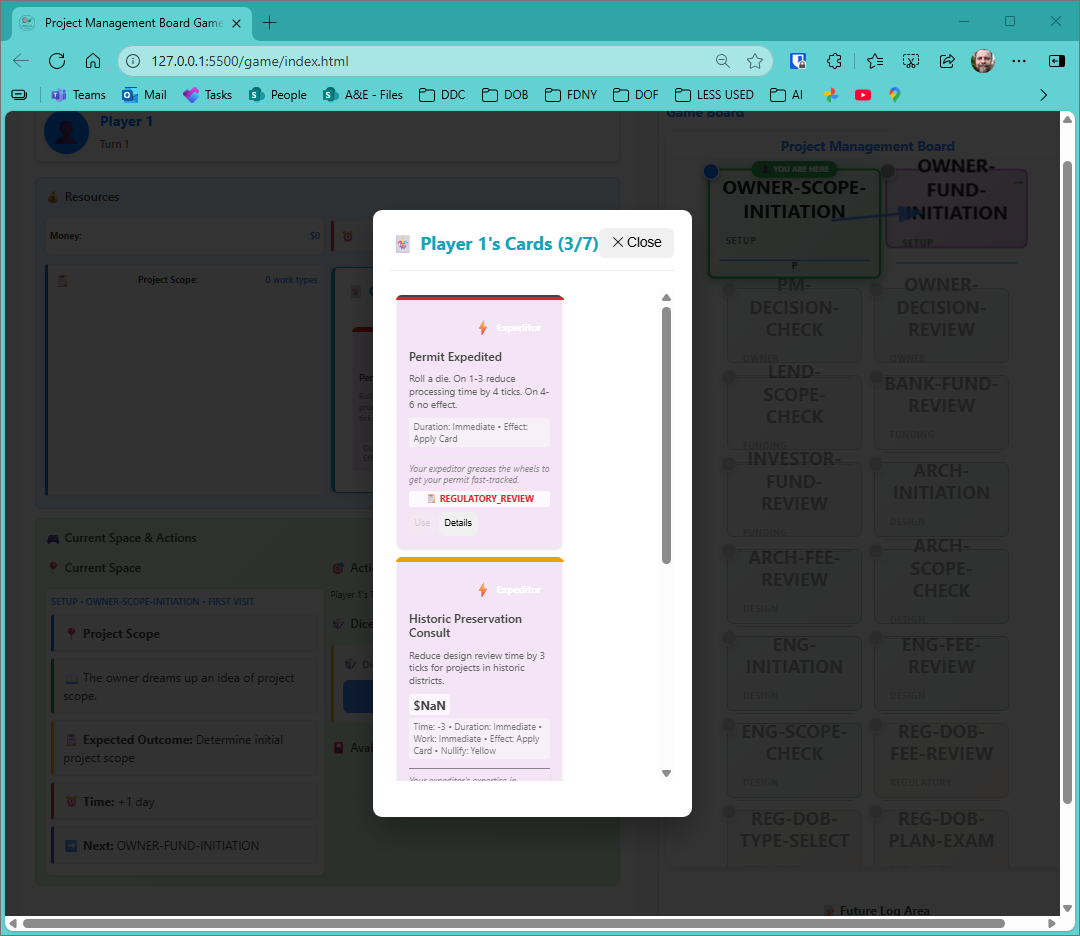 Project Management Board Game
127.0.0.1:5500/game/index.html
Teams
Mail
Tasks
People
A&E - Files
DDC
DOB
FDNY
DOF
LESS USED
AI
Player 1
Turn 1
Resources
Money:
$0
Project Scope:
0 work types
Current Space & Actions
Current Space
SETUP • OWNER-SCOPE-INITIATION • FIRST VISIT
Project Scope
The owner dreams up an idea of project
scope.
Expected Outcome: Determine initial
project scope
Time: +1 day
Next: OWNER-FUND-INITIATION
Player 1's Cards (3/7)
Close
Expeditor
Permit Expedited
Roll a die. On 1-3 reduce
processing time by 4 ticks. On 4-
6 no effect.
Duration: Immediate • Effect:
Apply Card
Your expeditor greases the wheels to
get your permit fast-tracked.
REGULATORY_REVIEW
Use
Details
Expeditor
Historic Preservation
Consult
Reduce design review time by 3
ticks for projects in historic
districts.
$NaN
Time: -3 • Duration: Immediate •
Work: Immediate • Effect: Apply
Card • Nullify: Yellow
Your expeditor's expertise in
Game Board
Project Management Board
YOU ARE HERE
OWNER-SCOPE-
INITIATION
SETUP
OWNER-
FUND-
INITIATION
SETUP
PM-
DECISION-
CHECK
OWNER
OWNER-
DECISION-
REVIEW
OWNER
LEND-
SCOPE-
CHECK
FUNDING
BANK-FUND-
REVIEW
FUNDING
INVESTOR-
FUND-
REVIEW
FUNDING
ARCH-
INITIATION
DESIGN
ARCH-FEE-
REVIEW
DESIGN
ARCH-
SCOPE-
CHECK
DESIGN
ENG-
INITIATION
DESIGN
ENG-FEE-
REVIEW
DESIGN
ENG-SCOPE-
CHECK
DESIGN
REG-DOB-
FEE-REVIEW
REGULATORY
REG-DOB-
TYPE-SELECT
REG-DOB-
PLAN-EXAM
Future Log Area